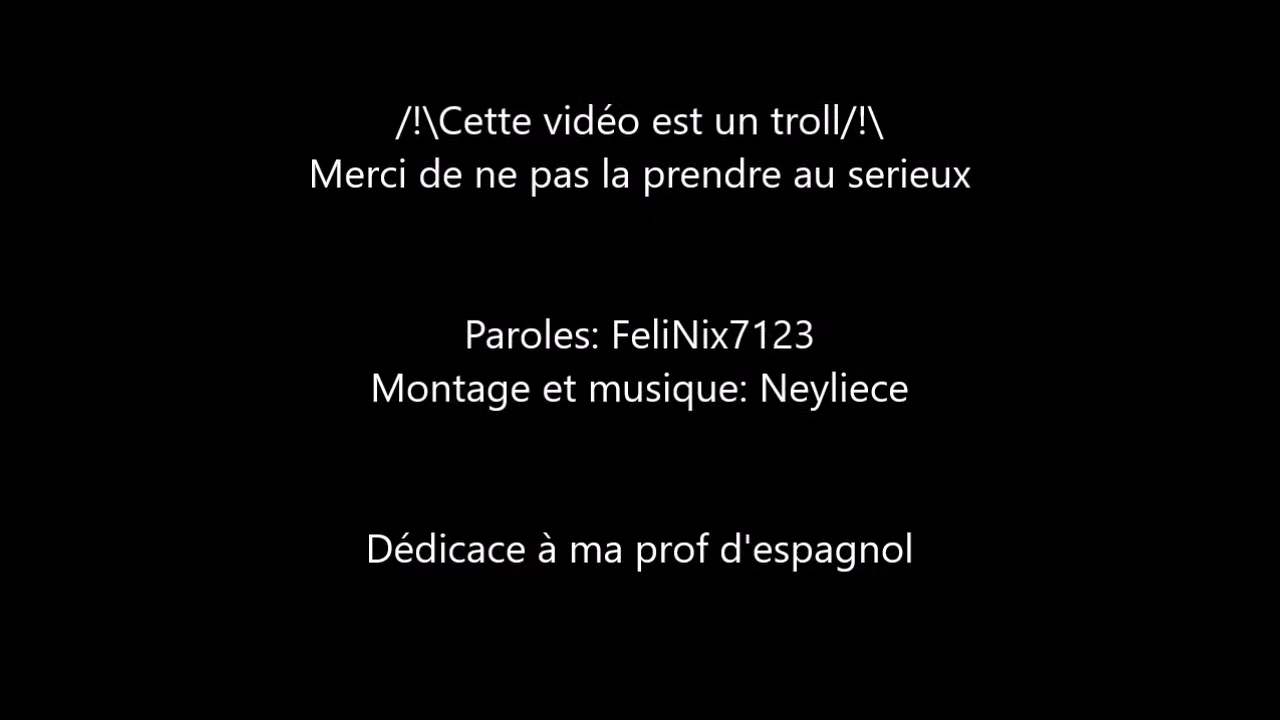 /!\Cette vidéo est un troll/!\
Merci de ne pas la prendre au serieux
Paroles: FeliNix7123
Montage et musique: Neyliece
Dédicace à ma prof d'espagnol